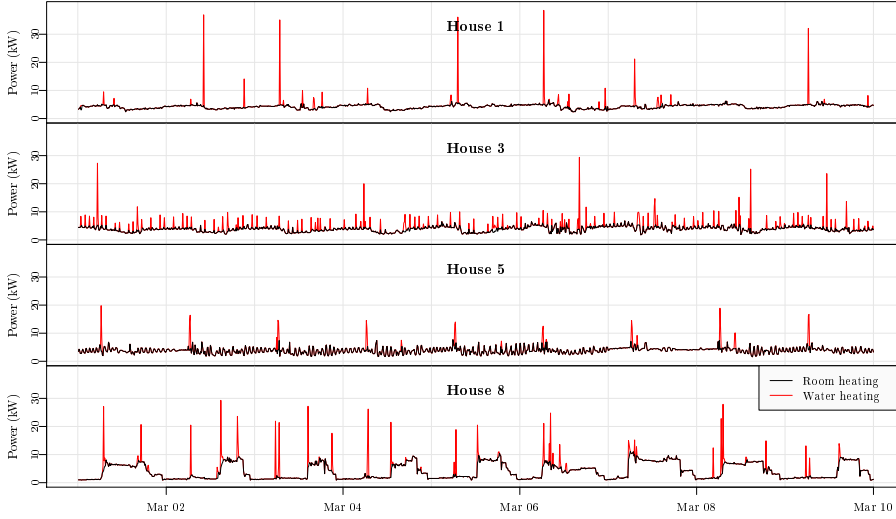 House 1
Power (kW)
0 10 20 30
House 3
Power (kW)
0 10 20 30
House 5
Power (kW)
0 10 20 30
House 8
Power (kW)
0 10 20 30
Room heating
Water heating
Mar 02 Mar 04 Mar 06 Mar 08 Mar 10